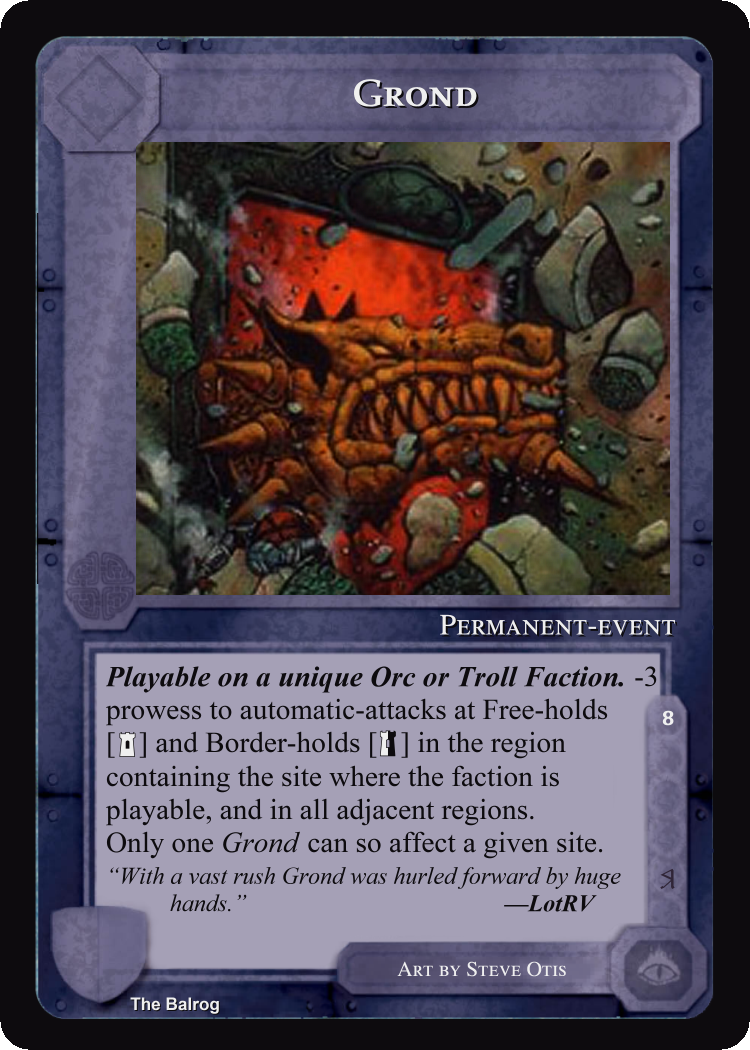 Grond
Permanent-event
Playable on a unique Orc or Troll Faction. -3
prowess to automatic-attacks at Free-holds
[ ] and Border-holds [ ] in the region
containing the site where the faction is
playable, and in all adjacent regions.
Only one Grond can so affect a given site.
“With a vast rush Grond was hurled forward by huge
hands.” —LotRV
8
Art by Steve Otis
The Balrog